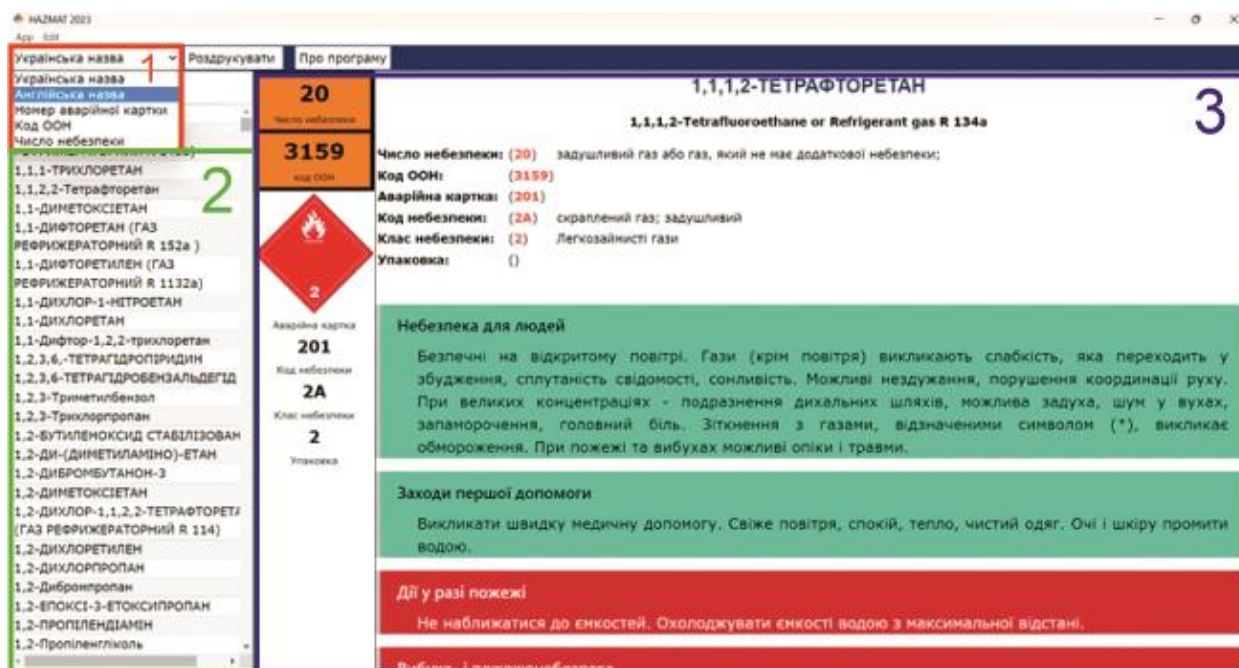 HAZMAT 2023
App Edit
Українська назва
1
Роздрукувати
Про програму
Українська назва
Англійська назва
Номер аварійної картки
Код ООН
Число небезпеки
2
1,1,1-ТРИХЛОРЕТАН
1,1,2,2-Тетрафторетан
1,1-ДИМЕТОКСІЕТАН
1,1-ДИФТОРЕТАН (ГАЗ
РЕФРИЖЕРАТОРНИЙ R 152a )
1,1-ДИФТОРЕТИЛЕН (ГАЗ
РЕФРИЖЕРАТОРНИЙ R 1132a)
1,1-ДИХЛОР-1-НІТРОЕТАН
1,1-ДИХЛОРЕТАН
1,1-Дифтор-1,2,2-трихлоретан
1,2,3,6,-ТЕТРАГІДРОПІРИДИН
1,2,3,6-ТЕТРАГІДРОБЕНЗАЛЬДЕГІД
1,2,3-Триметилбензол
1,2,3-Трихлорпропан
1,2-БУТИЛЕНОКСИД СТАБІЛІЗОВАН
1,2-ДИ-(ДИМЕТИЛАМІНО)-ЕТАН
1,2-ДИБРОМБУТАНОН-3
1,2-ДИМЕТОКСІЕТАН
1,2-ДИХЛОР-1,1,2,2-ТЕТРАФТОРЕТА
(ГАЗ РЕФРИЖЕРАТОРНИЙ R 114)
1,2-ДИХЛОРЕТИЛЕН
1,2-ДИХЛОРПРОПАН
1,2-Дибромпропан
1,2-ЕПОКСІ-3-ЕТОКСИПРОПАН
1,2-ПРОПІЛЕНДІАМІН
1,2-Пропіленгліколь
20
Число небезпеки
3159
код ООН
2
Аварійна картка
201
Код небезпеки
2A
Клас небезпеки
2
Упаковка
1,1,1,2-ТЕТРАФТОРЕТАН
3
1,1,1,2-Tetrafluoroethane or Refrigerant gas R 134a
Число небезпеки: (20) задушливий газ або газ, який не має додаткової небезпеки;
Код ООН: (3159)
Аварійна картка: (201)
Код небезпеки: (2A) скраплений газ; задушливий
Клас небезпеки: (2) Легкозаймисті гази
Упаковка: ()
Небезпека для людей
Безпечні на відкритому повітрі. Гази (крім повітря) викликають слабкість, яка переходить у
збудження, сплутаність свідомості, сонливість. Можливі нездужання, порушення координації руху.
При великих концентраціях - подразнення дихальних шляхів, можлива задуха, шум у вухах,
запаморочення, головний біль. Зіткнення з газами, відзначеними символом (*), викликає
обмороження. При пожежі та вибухах можливі опіки і травми.
Заходи першої допомоги
Викликати швидку медичну допомогу. Свіже повітря, спокій, тепло, чистий одяг. Очі і шкіру промити
водою.
Дії у разі пожежі
Не наближатися до ємкостей. Охолоджувати ємкості водою з максимальної відстані.